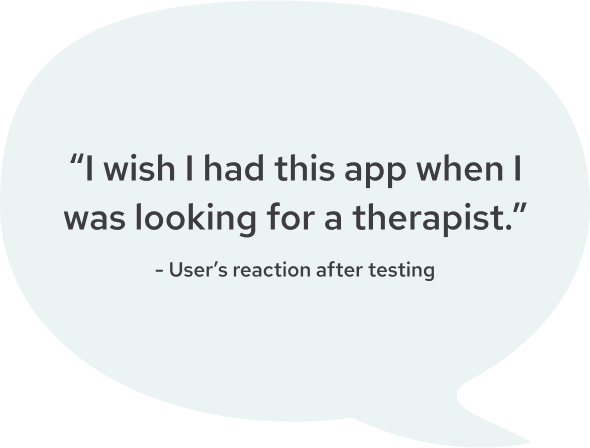 “I wish I had this app when I
was looking for a therapist.”
- User’s reaction after testing